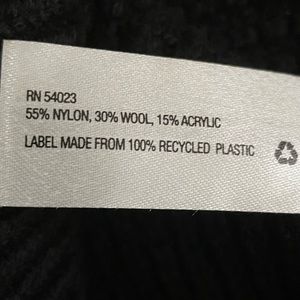 RN 54023
55% NYLON, 30% WOOL, 15% ACRYLIC
LABEL MADE FROM 100% RECYCLED PLASTIC